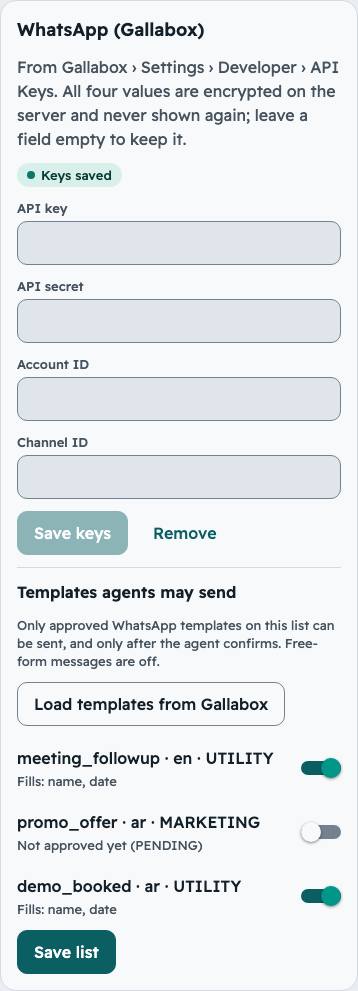 WhatsApp (Gallabox)
From Gallabox › Settings › Developer › API
Keys. All four values are encrypted on the
server and never shown again; leave a
field empty to keep it.
Keys saved
API key
API secret
Account ID
Channel ID
Save keys Remove
Templates agents may send
Only approved WhatsApp templates on this list can
be sent, and only after the agent confirms. Free-
form messages are off.
Load templates from Gallabox
meeting_followup · en · UTILITY
Fills: name, date
promo_offer · ar · MARKETING
Not approved yet (PENDING)
demo_booked · ar · UTILITY
Fills: name, date
Save list